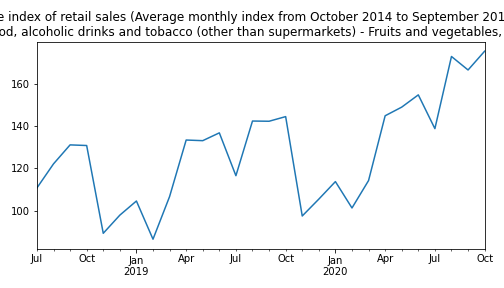 index of retail sales (Average monthly index from October 2014 to September 201
alcoholic drinks and tobacco (other than supermarkets) - Fruits and vegetables,
160
140
120
100
Jul Oct Jan Apr Jul Oct Jan Apr Jul Oct
2019 2020